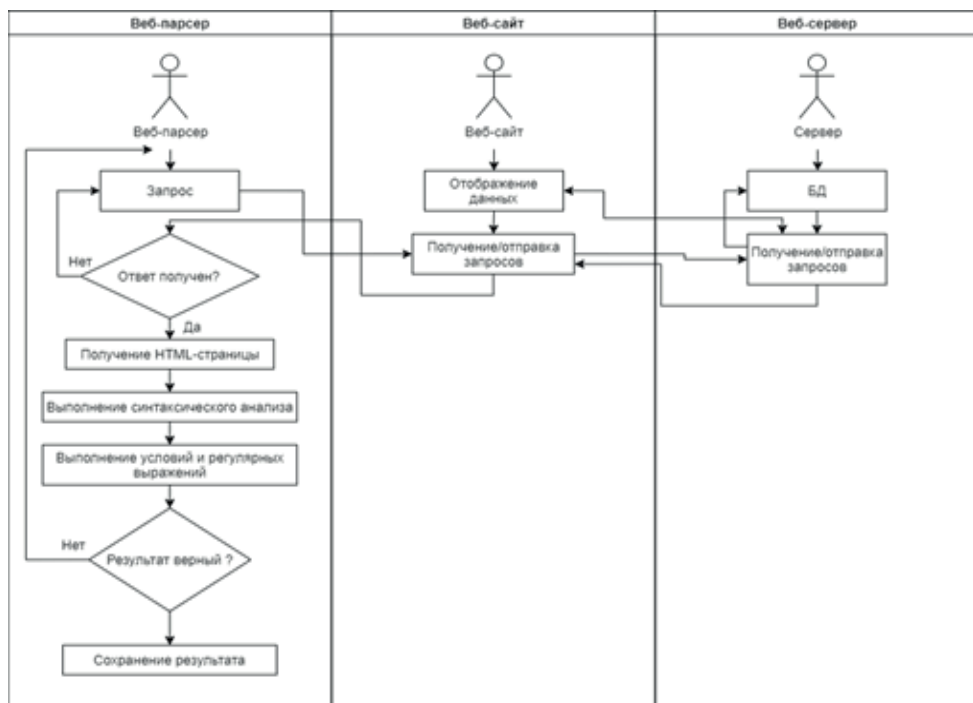 Веб-парсер
Веб-сайт
Веб-сервер
Веб-парсер
Веб-сайт
Сервер
Запрос
Отображение
данных
БД
Получение/отправка
запросов
Получение/отправка
запросов
Нет
Ответ получен?
Да
Получение HTML-страницы
Выполнение синтаксического анализа
Выполнение условий и регулярных
выражений
Нет
Результат верный ?
Сохранение результата